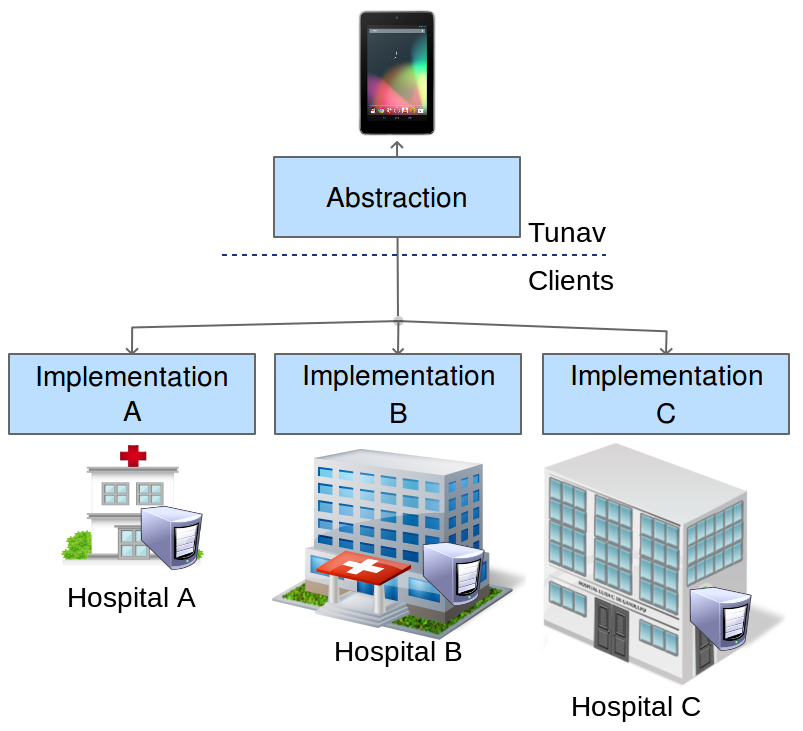 Abstraction
Tunav
Clients
Implementation
A
Implementation
B
Implementation
C
Hospital A
Hospital B
Hospital C